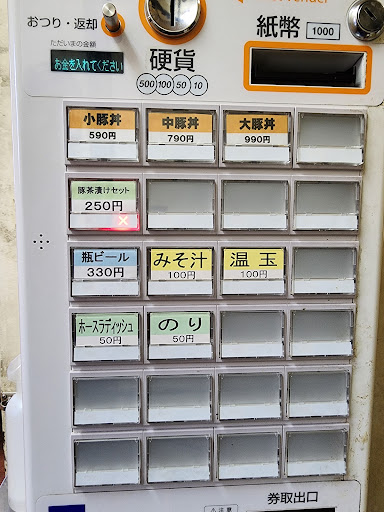 おつり・返却
ただいまの金額
お金を入れてください
硬貨
500 100 50 10
紙幣
1000
小豚丼
590円
中豚丼
790円
大豚丼
990円
豚茶漬けセット
250円
瓶ビール
330円
みそ汁
100円
温玉
100円
ホースラディッシュ
50円
のり
50円
券取出口
小注意